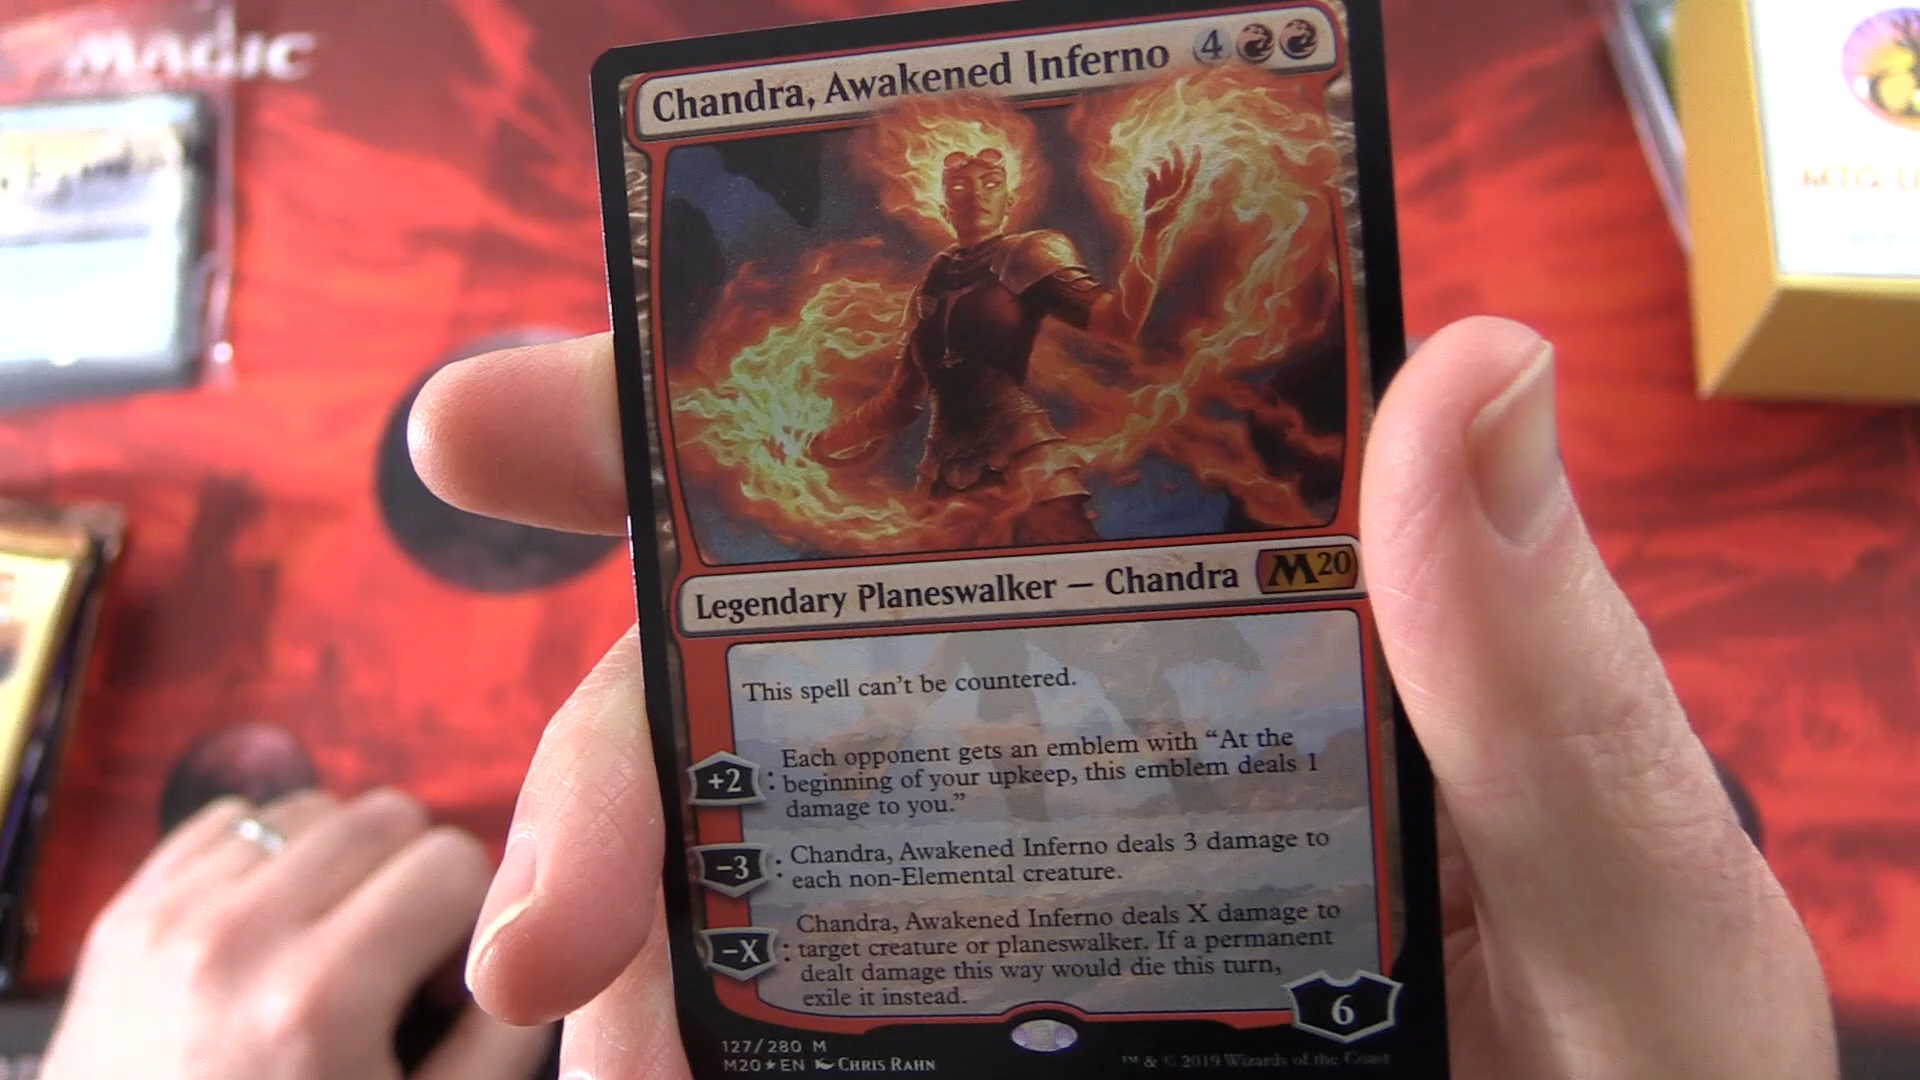 MAGIC
Chandra, Awakened Inferno 4
Legendary Planeswalker — Chandra M20
This spell can't be countered.
+2 : Each opponent gets an emblem with “At the
beginning of your upkeep, this emblem deals 1
damage to you.”
−3 : Chandra, Awakened Inferno deals 3 damage to
each non-Elemental creature.
−X : Chandra, Awakened Inferno deals X damage to
target creature or planeswalker. If a permanent
dealt damage this way would die this turn,
exile it instead.
6
127/280 M
M20★EN Chris Rahn
™ & © 2019 Wizards of the Coast
MTG